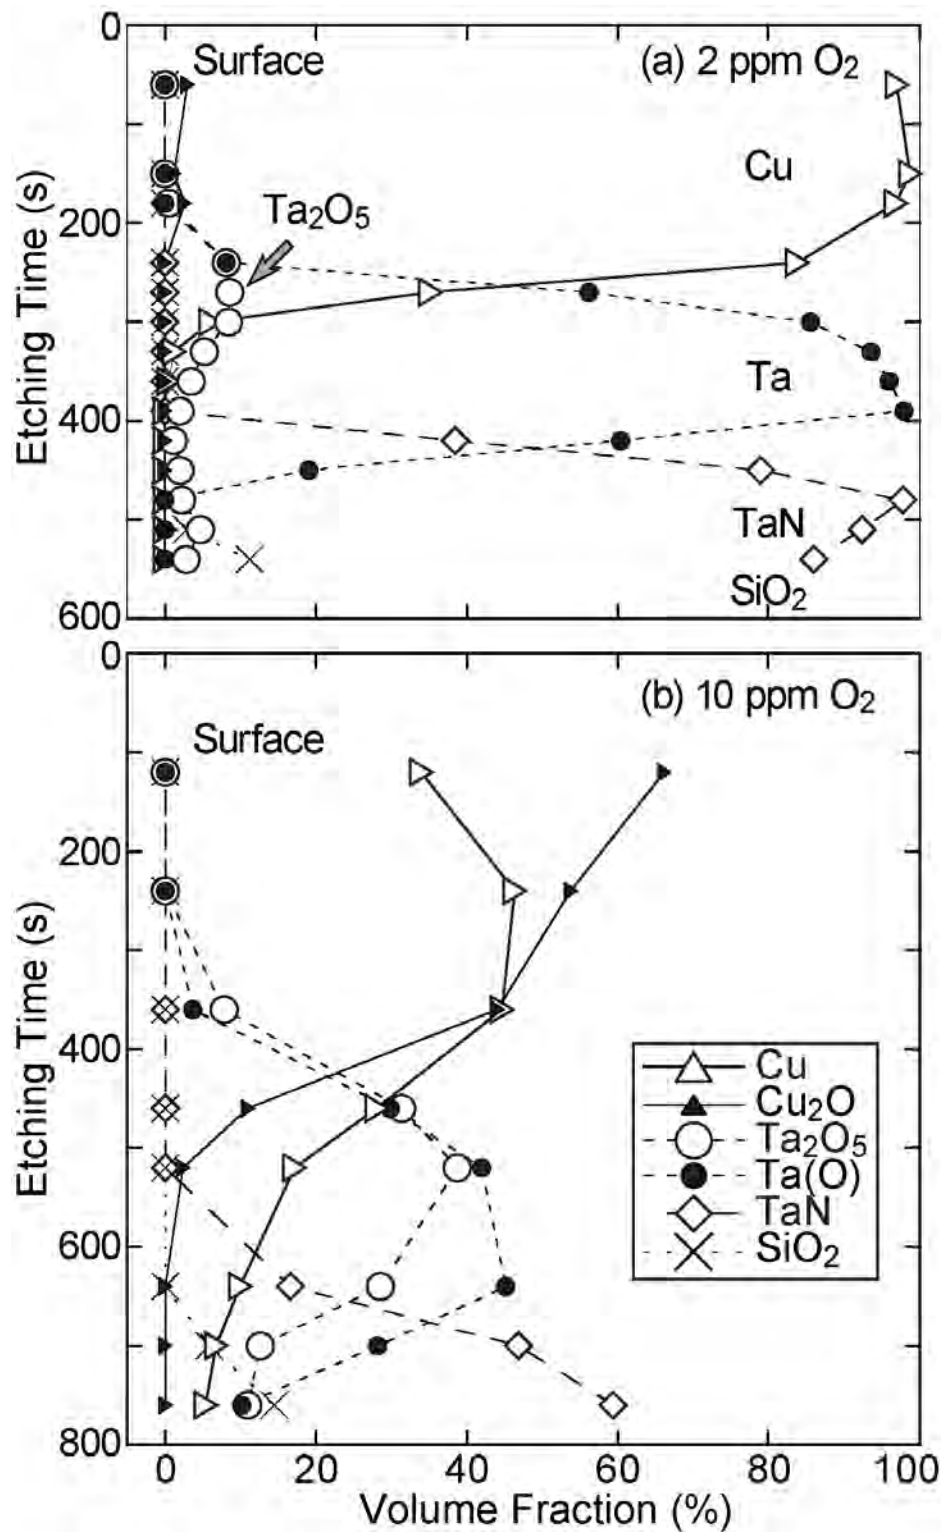 0
200
400
600
Etching Time (s)
Surface
(a) 2 ppm O₂
Cu
Ta₂O₅
Ta
TaN
SiO₂
0
200
400
600
800
Etching Time (s)
Surface
(b) 10 ppm O₂
Cu
Cu₂O
Ta₂O₅
Ta(O)
TaN
SiO₂
0 20 40 60 80 100
Volume Fraction (%)